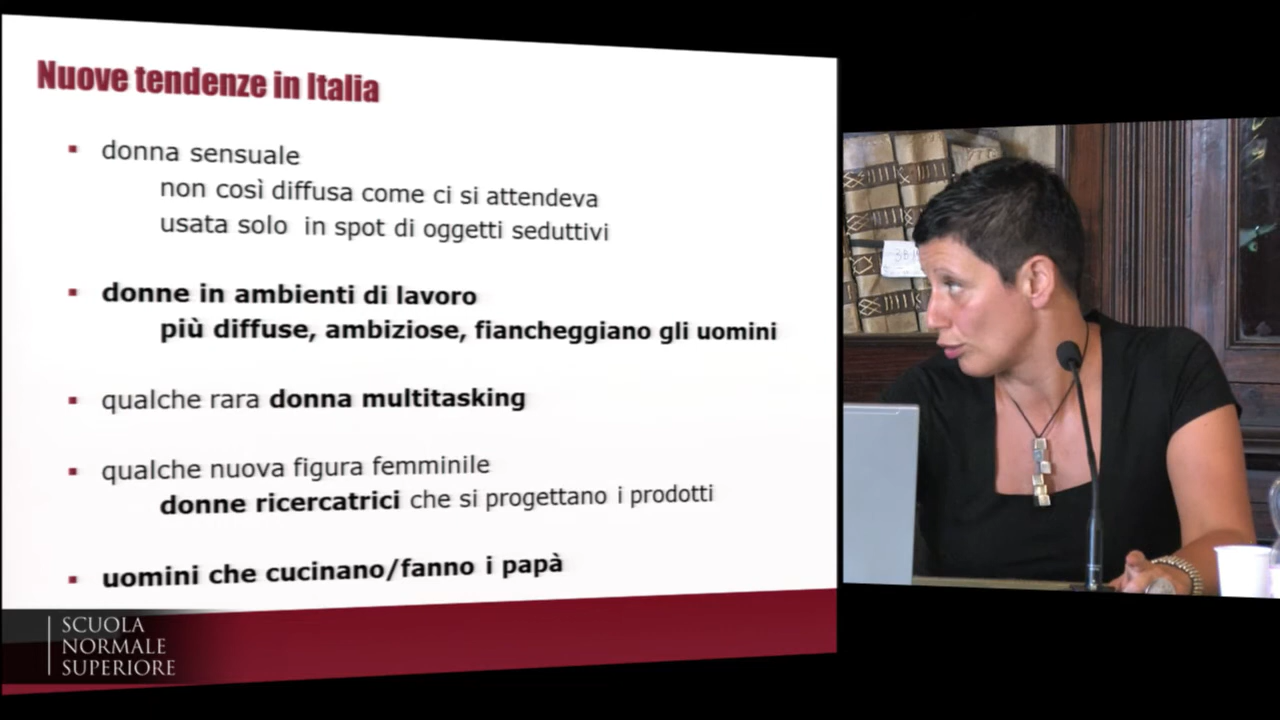 Nuove tendenze in Italia
donna sensuale
non così diffusa come ci si attendeva
usata solo in spot di oggetti seduttivi
donne in ambienti di lavoro
più diffuse, ambiziose, fiancheggiano gli uomini
qualche rara donna multitasking
qualche nuova figura femminile
donne ricercatrici che si progettano i prodotti
uomini che cucinano/fanno i papà
SCUOLA
NORMALE
SUPERIORE